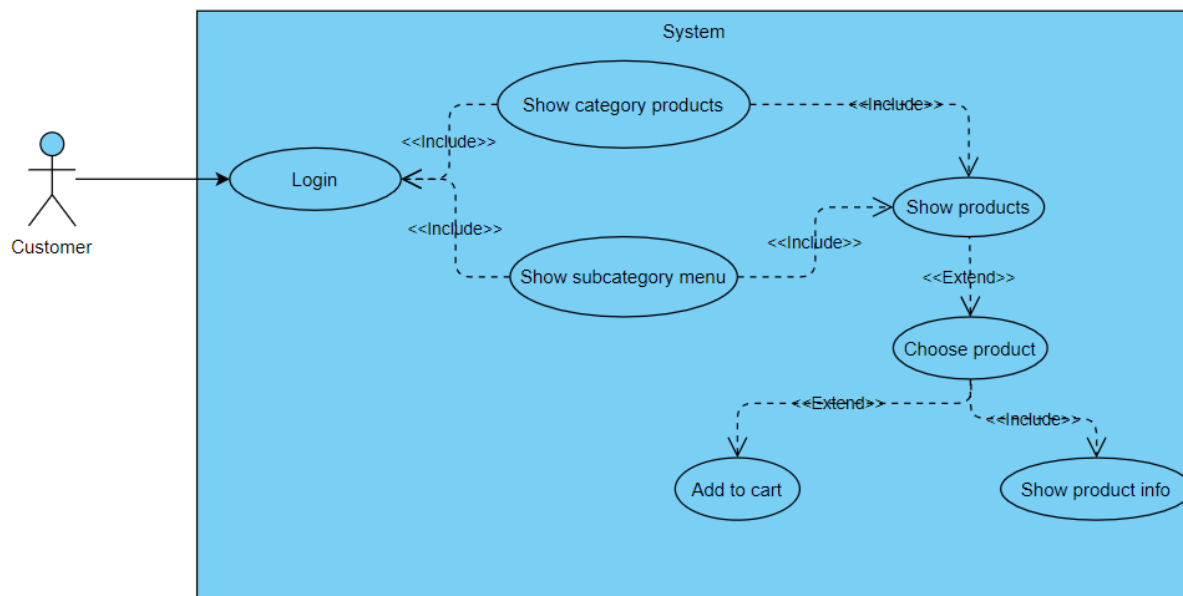 System
Show category products
<<Include>>
<<Include>>
Login
Customer
Show products
<<Include>>
<<Include>>
Show subcategory menu
<<Extend>>
Choose product
<<Extend>>
<<Include>>
Add to cart
Show product info